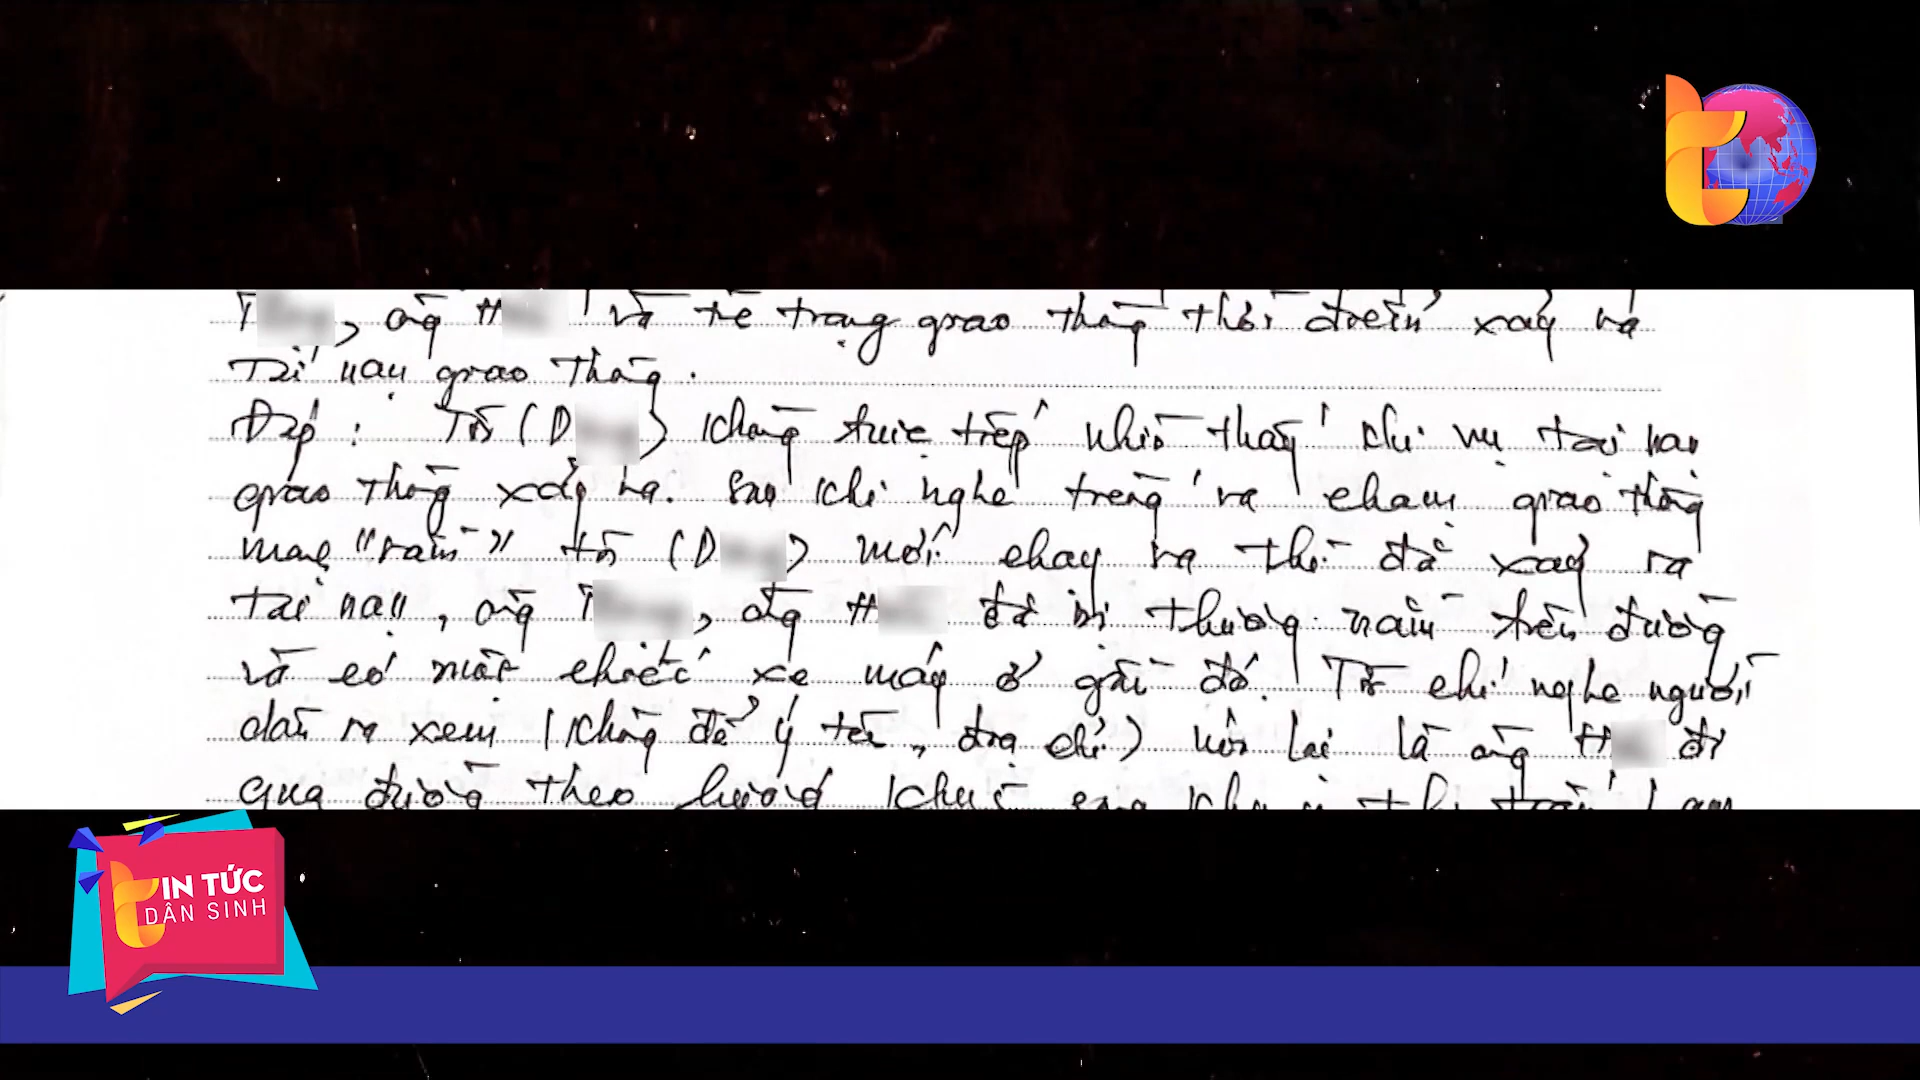 T, ông H và tình trạng giao thông thời điểm xảy ra
Tai nạn giao thông.
Đáp: Tôi (D) không trực tiếp nhìn thấy khi vụ tai nạn
giao thông xảy ra. Sau khi nghe tiếng va chạm giao thông
mạnh "rầm" tôi (D) mới chạy ra thì đã xảy ra
tai nạn, ông T, ông H đã bị thương nằm trên đường
và có một chiếc xe máy ở gần đó. Tôi chỉ nghe người
dân ra xem (không để ý tên, địa chỉ) nói lại là ông H đi
qua đường theo hướng
IN TỨC
DÂN SINH